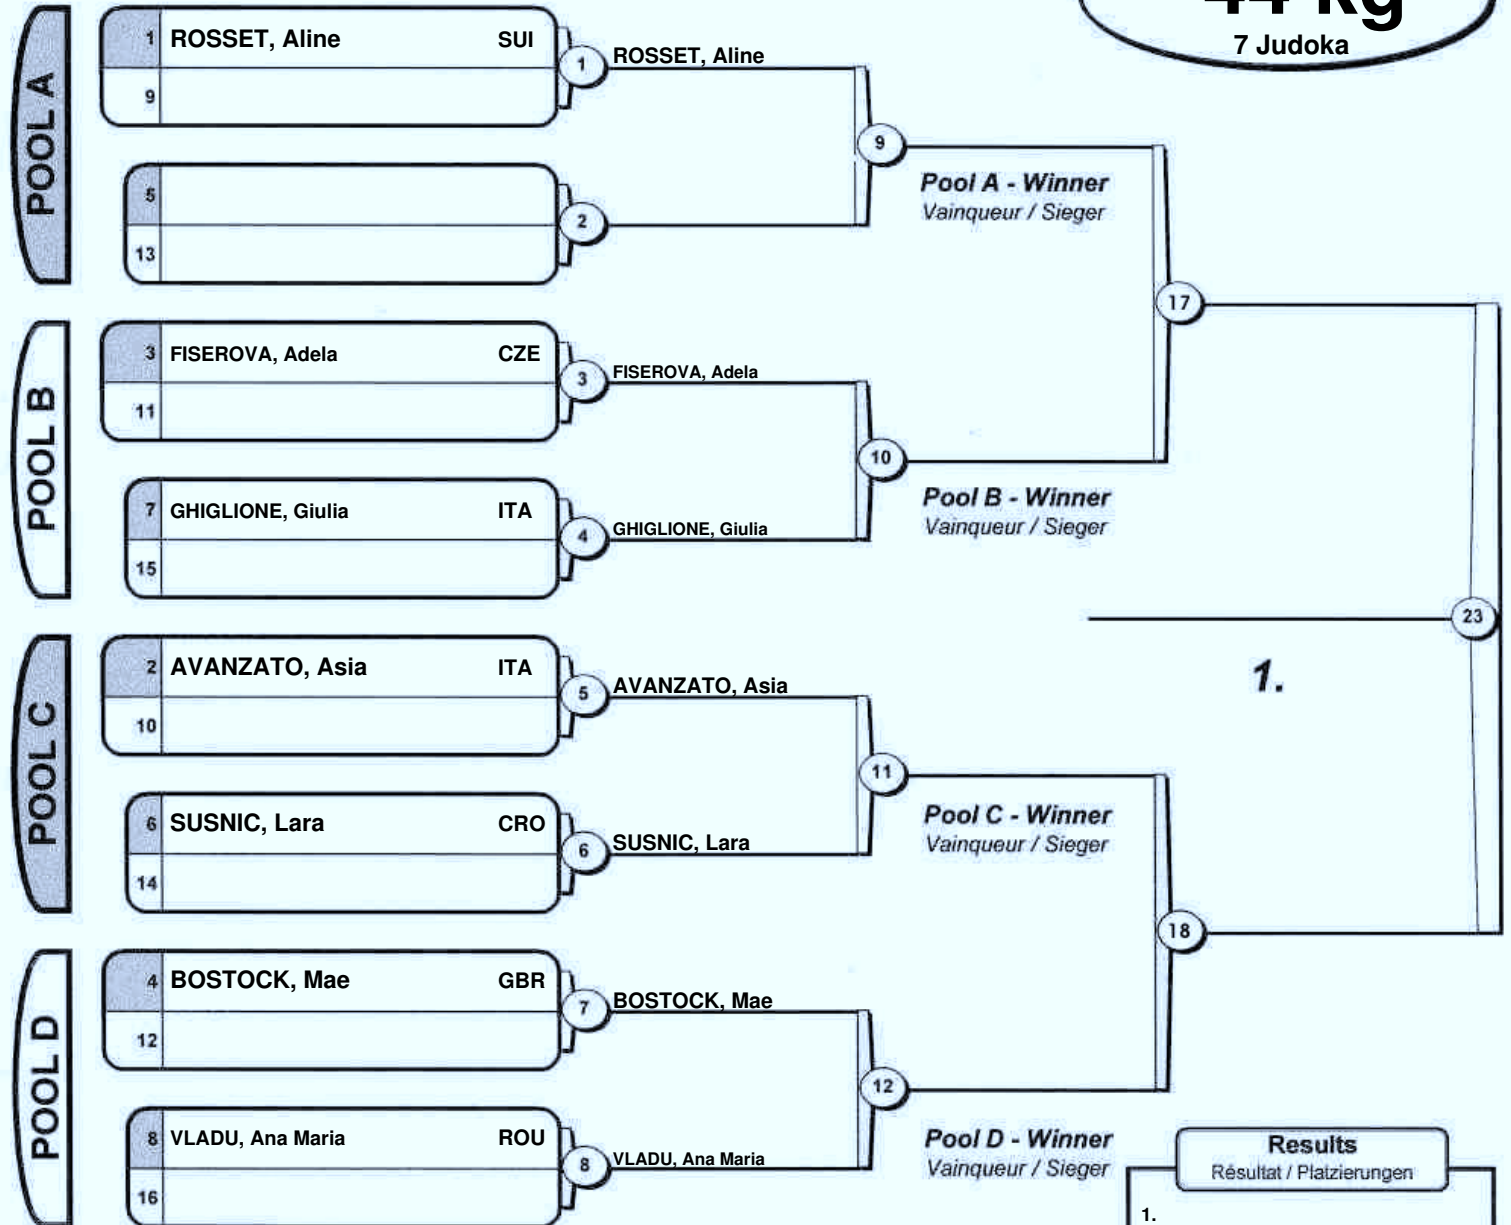 44 kg
7 Judoka
POOL A
1 ROSSET, Aline SUI
9
1 ROSSET, Aline
5
13
2
9
Pool A - Winner
Vainqueur / Sieger
17
POOL B
3 FISEROVA, Adela CZE
11
3 FISEROVA, Adela
7 GHIGLIONE, Giulia ITA
15
4 GHIGLIONE, Giulia
10
Pool B - Winner
Vainqueur / Sieger
23
1.
POOL C
2 AVANZATO, Asia ITA
10
5 AVANZATO, Asia
6 SUSNIC, Lara CRO
14
6 SUSNIC, Lara
11
Pool C - Winner
Vainqueur / Sieger
18
POOL D
4 BOSTOCK, Mae GBR
12
7 BOSTOCK, Mae
8 VLADU, Ana Maria ROU
16
8 VLADU, Ana Maria
12
Pool D - Winner
Vainqueur / Sieger
Results
Résultat / Platzierungen
1.